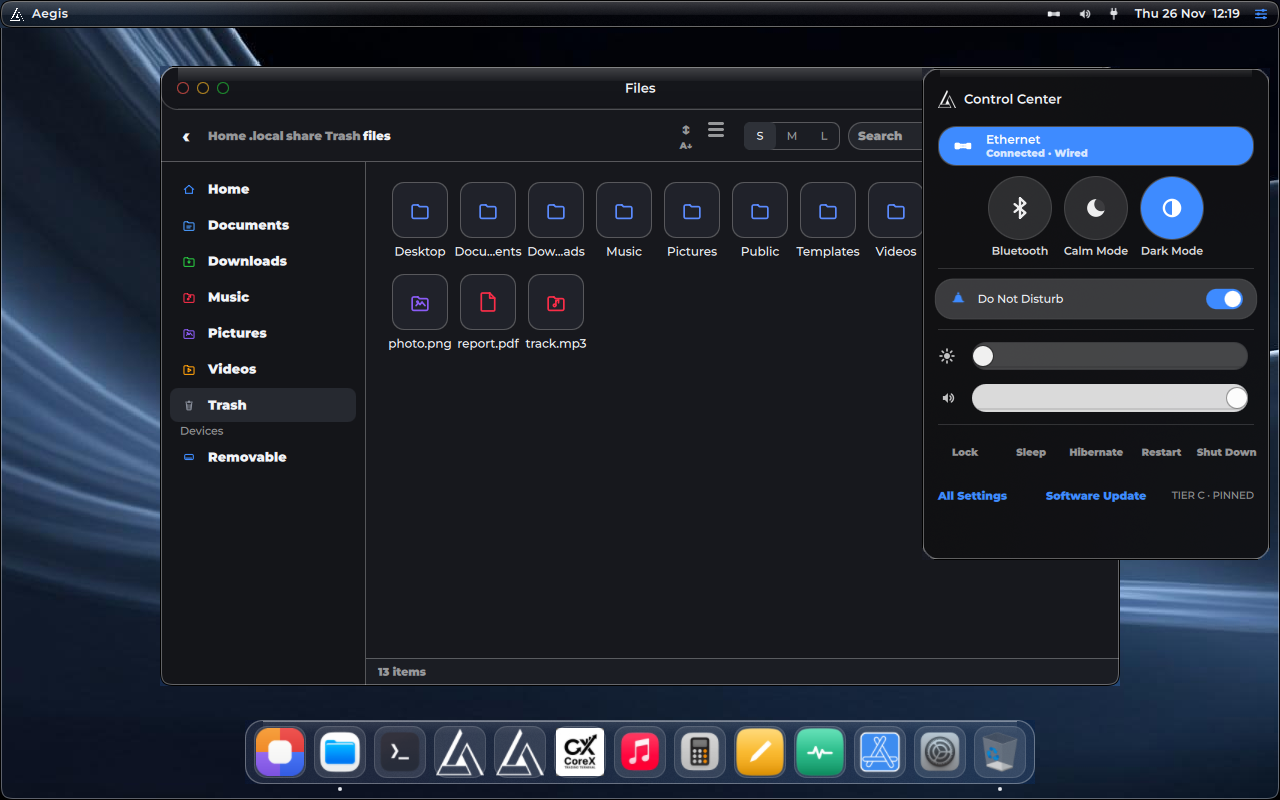 Aegis
Thu 26 Nov 12:19
Files
Home .local share Trash files
A+
S M L
Search
Home
Documents
Downloads
Music
Pictures
Videos
Trash
Devices
Removable
Desktop Docu...ents Dow...ads Music Pictures Public Templates Videos
photo.png report.pdf track.mp3
13 items
Control Center
Ethernet
Connected · Wired
Bluetooth Calm Mode Dark Mode
Do Not Disturb
Lock Sleep Hibernate Restart Shut Down
All Settings Software Update TIER C · PINNED
CX
CoreX